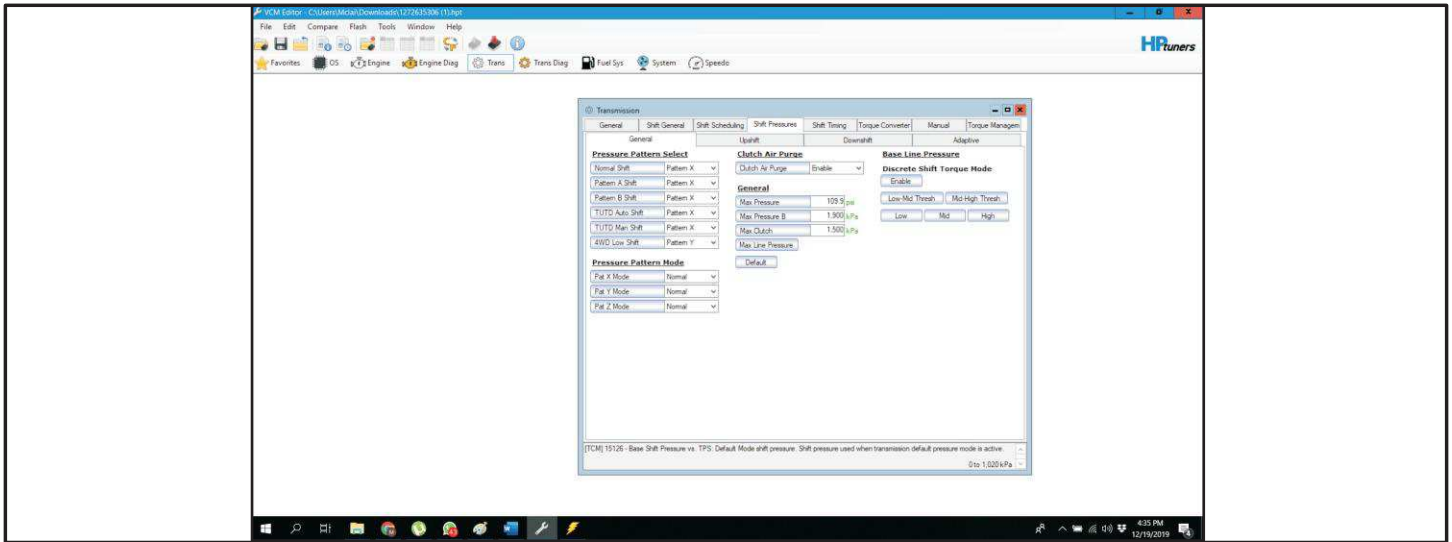 VCM Editor - C:\Users\Mclai\Downloads\1272635306 (1).hpt
File Edit Compare Flash Tools Window Help
HPtuners
Favorites OS Engine Engine Diag Trans Trans Diag Fuel Sys System Speedo
Transmission
General Shift General Shift Scheduling Shift Pressures Shift Timing Torque Converter Manual Torque Managem
General Upshift Downshift Adaptive
Pressure Pattern Select Clutch Air Purge Base Line Pressure
Normal Shift Pattern X Clutch Air Purge Enable Discrete Shift Torque Mode
Pattern A Shift Pattern X Enable
Pattern B Shift Pattern X General Low-Mid Thresh Mid-High Thresh
TUTD Auto Shift Pattern X Max Pressure 109.9 psi Low Mid High
TUTD Man Shift Pattern X Max Pressure B 1,900 kPa
4WD Low Shift Pattern Y Max Clutch 1,500 kPa
Max Line Pressure
Pressure Pattern Mode Default
Pat X Mode Normal
Pat Y Mode Normal
Pat Z Mode Normal
[TCM] 15126 - Base Shift Pressure vs. TPS: Default Mode shift pressure. Shift pressure used when transmission default pressure mode is active.
0 to 1,020 kPa
4:35 PM
12/19/2019